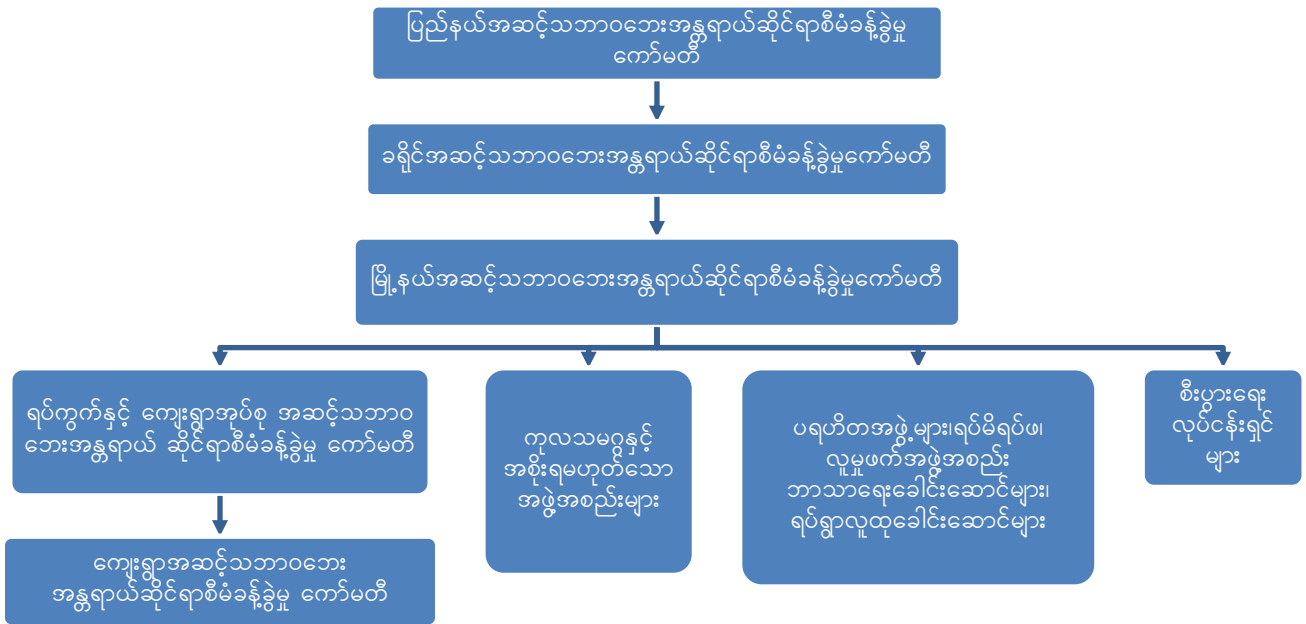 ပြည်နယ်အဆင့်သဘာဝဘေးအန္တရာယ်ဆိုင်ရာစီမံခန့်ခွဲမှု
ကော်မတီ
ခရိုင်အဆင့်သဘာဝဘေးအန္တရာယ်ဆိုင်ရာစီမံခန့်ခွဲမှုကော်မတီ
မြို့နယ်အဆင့်သဘာဝဘေးအန္တရာယ်ဆိုင်ရာစီမံခန့်ခွဲမှုကော်မတီ
ရပ်ကွက်နှင့် ကျေးရွာအုပ်စု အဆင့်သဘာဝ
ဘေးအန္တရာယ် ဆိုင်ရာစီမံခန့်ခွဲမှု ကော်မတီ
ကျေးရွာအဆင့်သဘာဝဘေး
အန္တရာယ်ဆိုင်ရာစီမံခန့်ခွဲမှု ကော်မတီ
ကုလသမဂ္ဂနှင့်
အစိုးရမဟုတ်သော
အဖွဲ့အစည်းများ
ပရဟိတအဖွဲ့များ၊ရပ်မိရပ်ဖ၊
လူမှုဖက်အဖွဲ့အစည်း
ဘာသာရေးခေါင်းဆောင်များ၊
ရပ်ရွာလူထုခေါင်းဆောင်များ
စီးပွားရေး
လုပ်ငန်းရှင်
များ